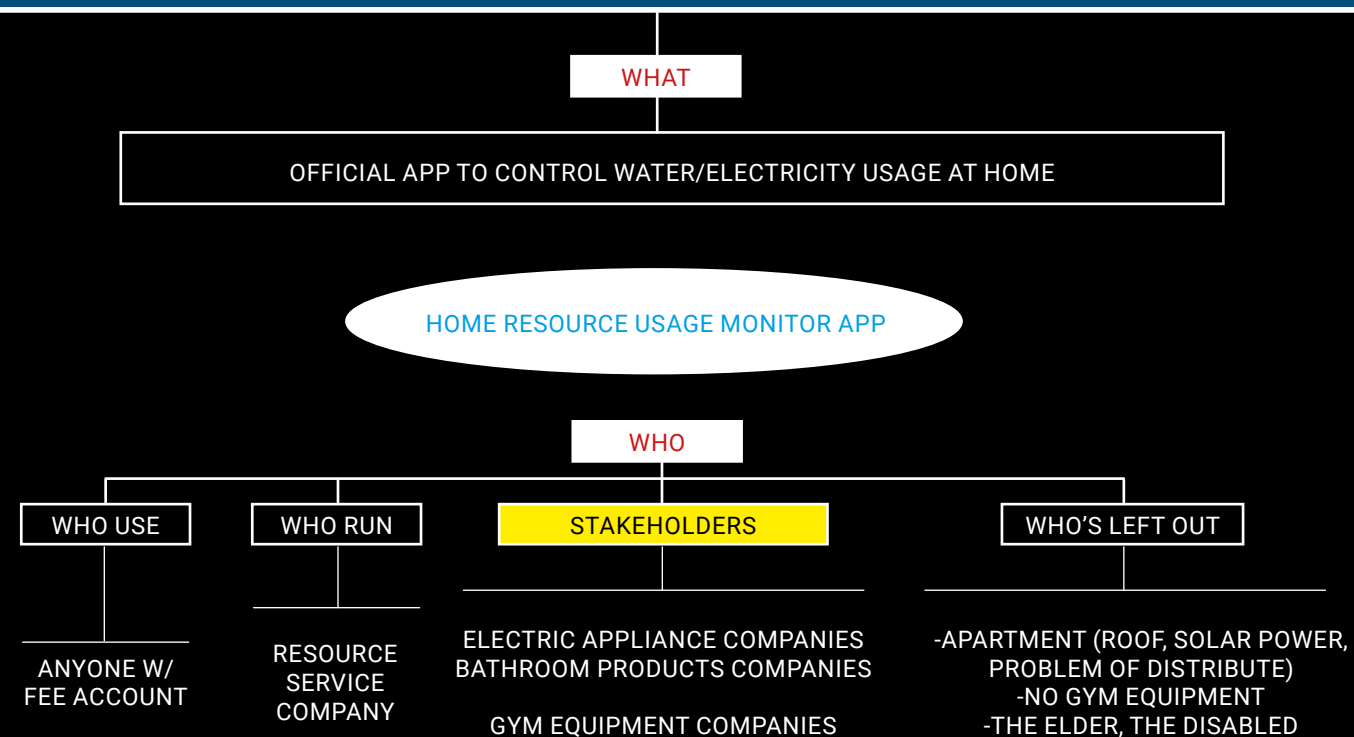 WHAT
OFFICIAL APP TO CONTROL WATER/ELECTRICITY USAGE AT HOME
HOME RESOURCE USAGE MONITOR APP
WHO
WHO USE
WHO RUN
STAKEHOLDERS
WHO'S LEFT OUT
ANYONE W/
FEE ACCOUNT
RESOURCE
SERVICE
COMPANY
ELECTRIC APPLIANCE COMPANIES
BATHROOM PRODUCTS COMPANIES
GYM EQUIPMENT COMPANIES
-APARTMENT (ROOF, SOLAR POWER,
PROBLEM OF DISTRIBUTE)
-NO GYM EQUIPMENT
-THE ELDER, THE DISABLED